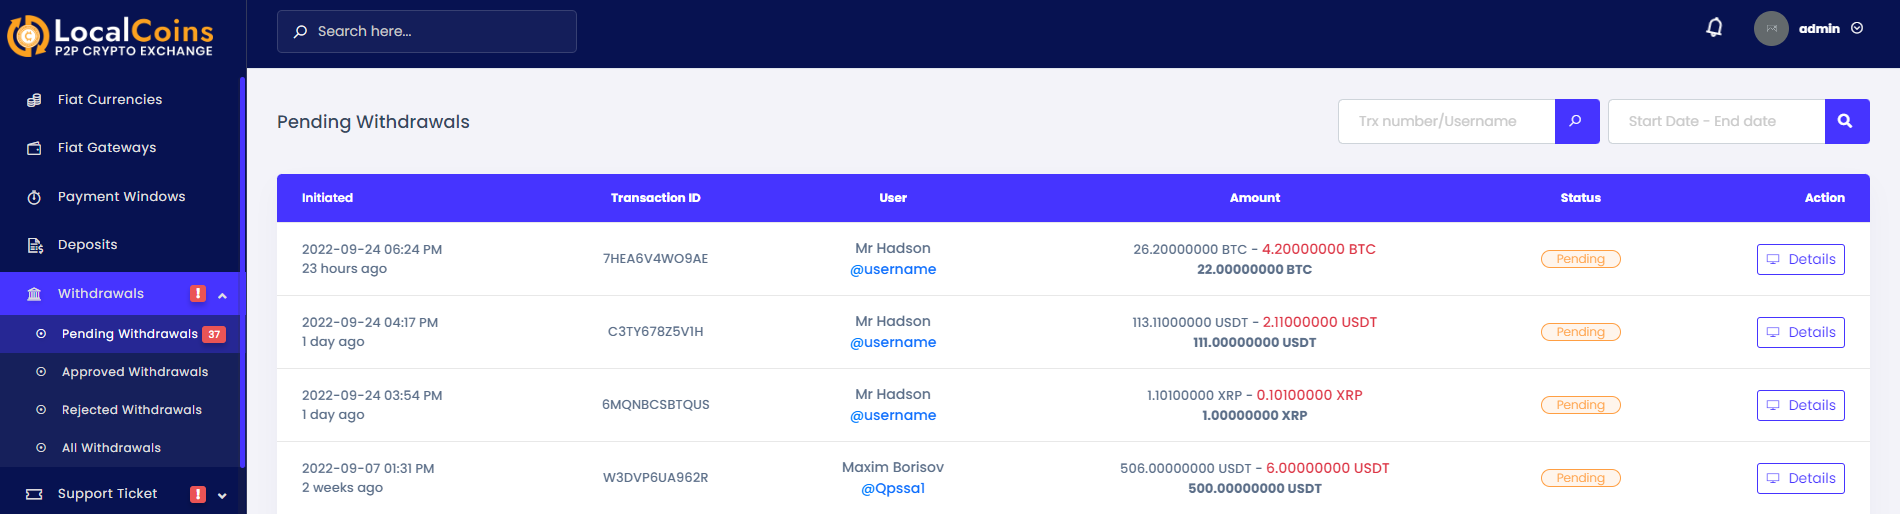 LocalCoins
P2P CRYPTO EXCHANGE
Search here...
admin
Fiat Currencies
Fiat Gateways
Payment Windows
Deposits
Withdrawals !
Pending Withdrawals 37
Approved Withdrawals
Rejected Withdrawals
All Withdrawals
Support Ticket !
Pending Withdrawals
Trx number/Username
Start Date - End date
Initiated Transaction ID User Amount Status Action
2022-09-24 06:24 PM
23 hours ago
7HEA6V4WO9AE
Mr Hadson
@username
26.20000000 BTC - 4.20000000 BTC
22.00000000 BTC
Pending
Details
2022-09-24 04:17 PM
1 day ago
C3TY678Z5V1H
Mr Hadson
@username
113.11000000 USDT - 2.11000000 USDT
111.00000000 USDT
Pending
Details
2022-09-24 03:54 PM
1 day ago
6MQNBCSBTQUS
Mr Hadson
@username
1.10100000 XRP - 0.10100000 XRP
1.00000000 XRP
Pending
Details
2022-09-07 01:31 PM
2 weeks ago
W3DVP6UA962R
Maxim Borisov
@Qpssa1
506.00000000 USDT - 6.00000000 USDT
500.00000000 USDT
Pending
Details